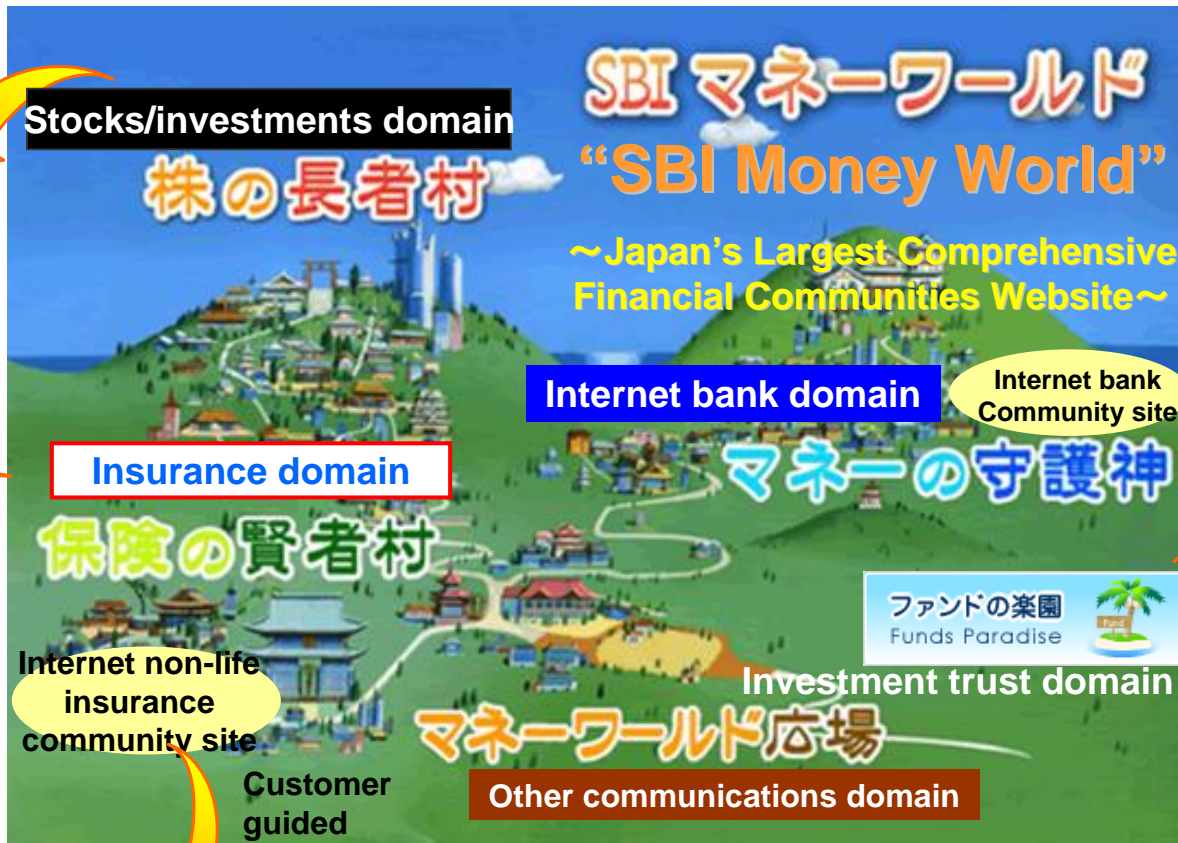 SBI マネーワールド
Stocks/investments domain
“SBI Money World”
株の長者村
～Japan’s Largest Comprehensive
Financial Communities Website～
Internet bank domain
Internet bank
Community site
Insurance domain
マネーの守護神
保険の賢者村
ファンドの楽園
Funds Paradise
Fund
Internet non-life
insurance
community site
Investment trust domain
マネーワールド広場
Customer
guided
Other communications domain